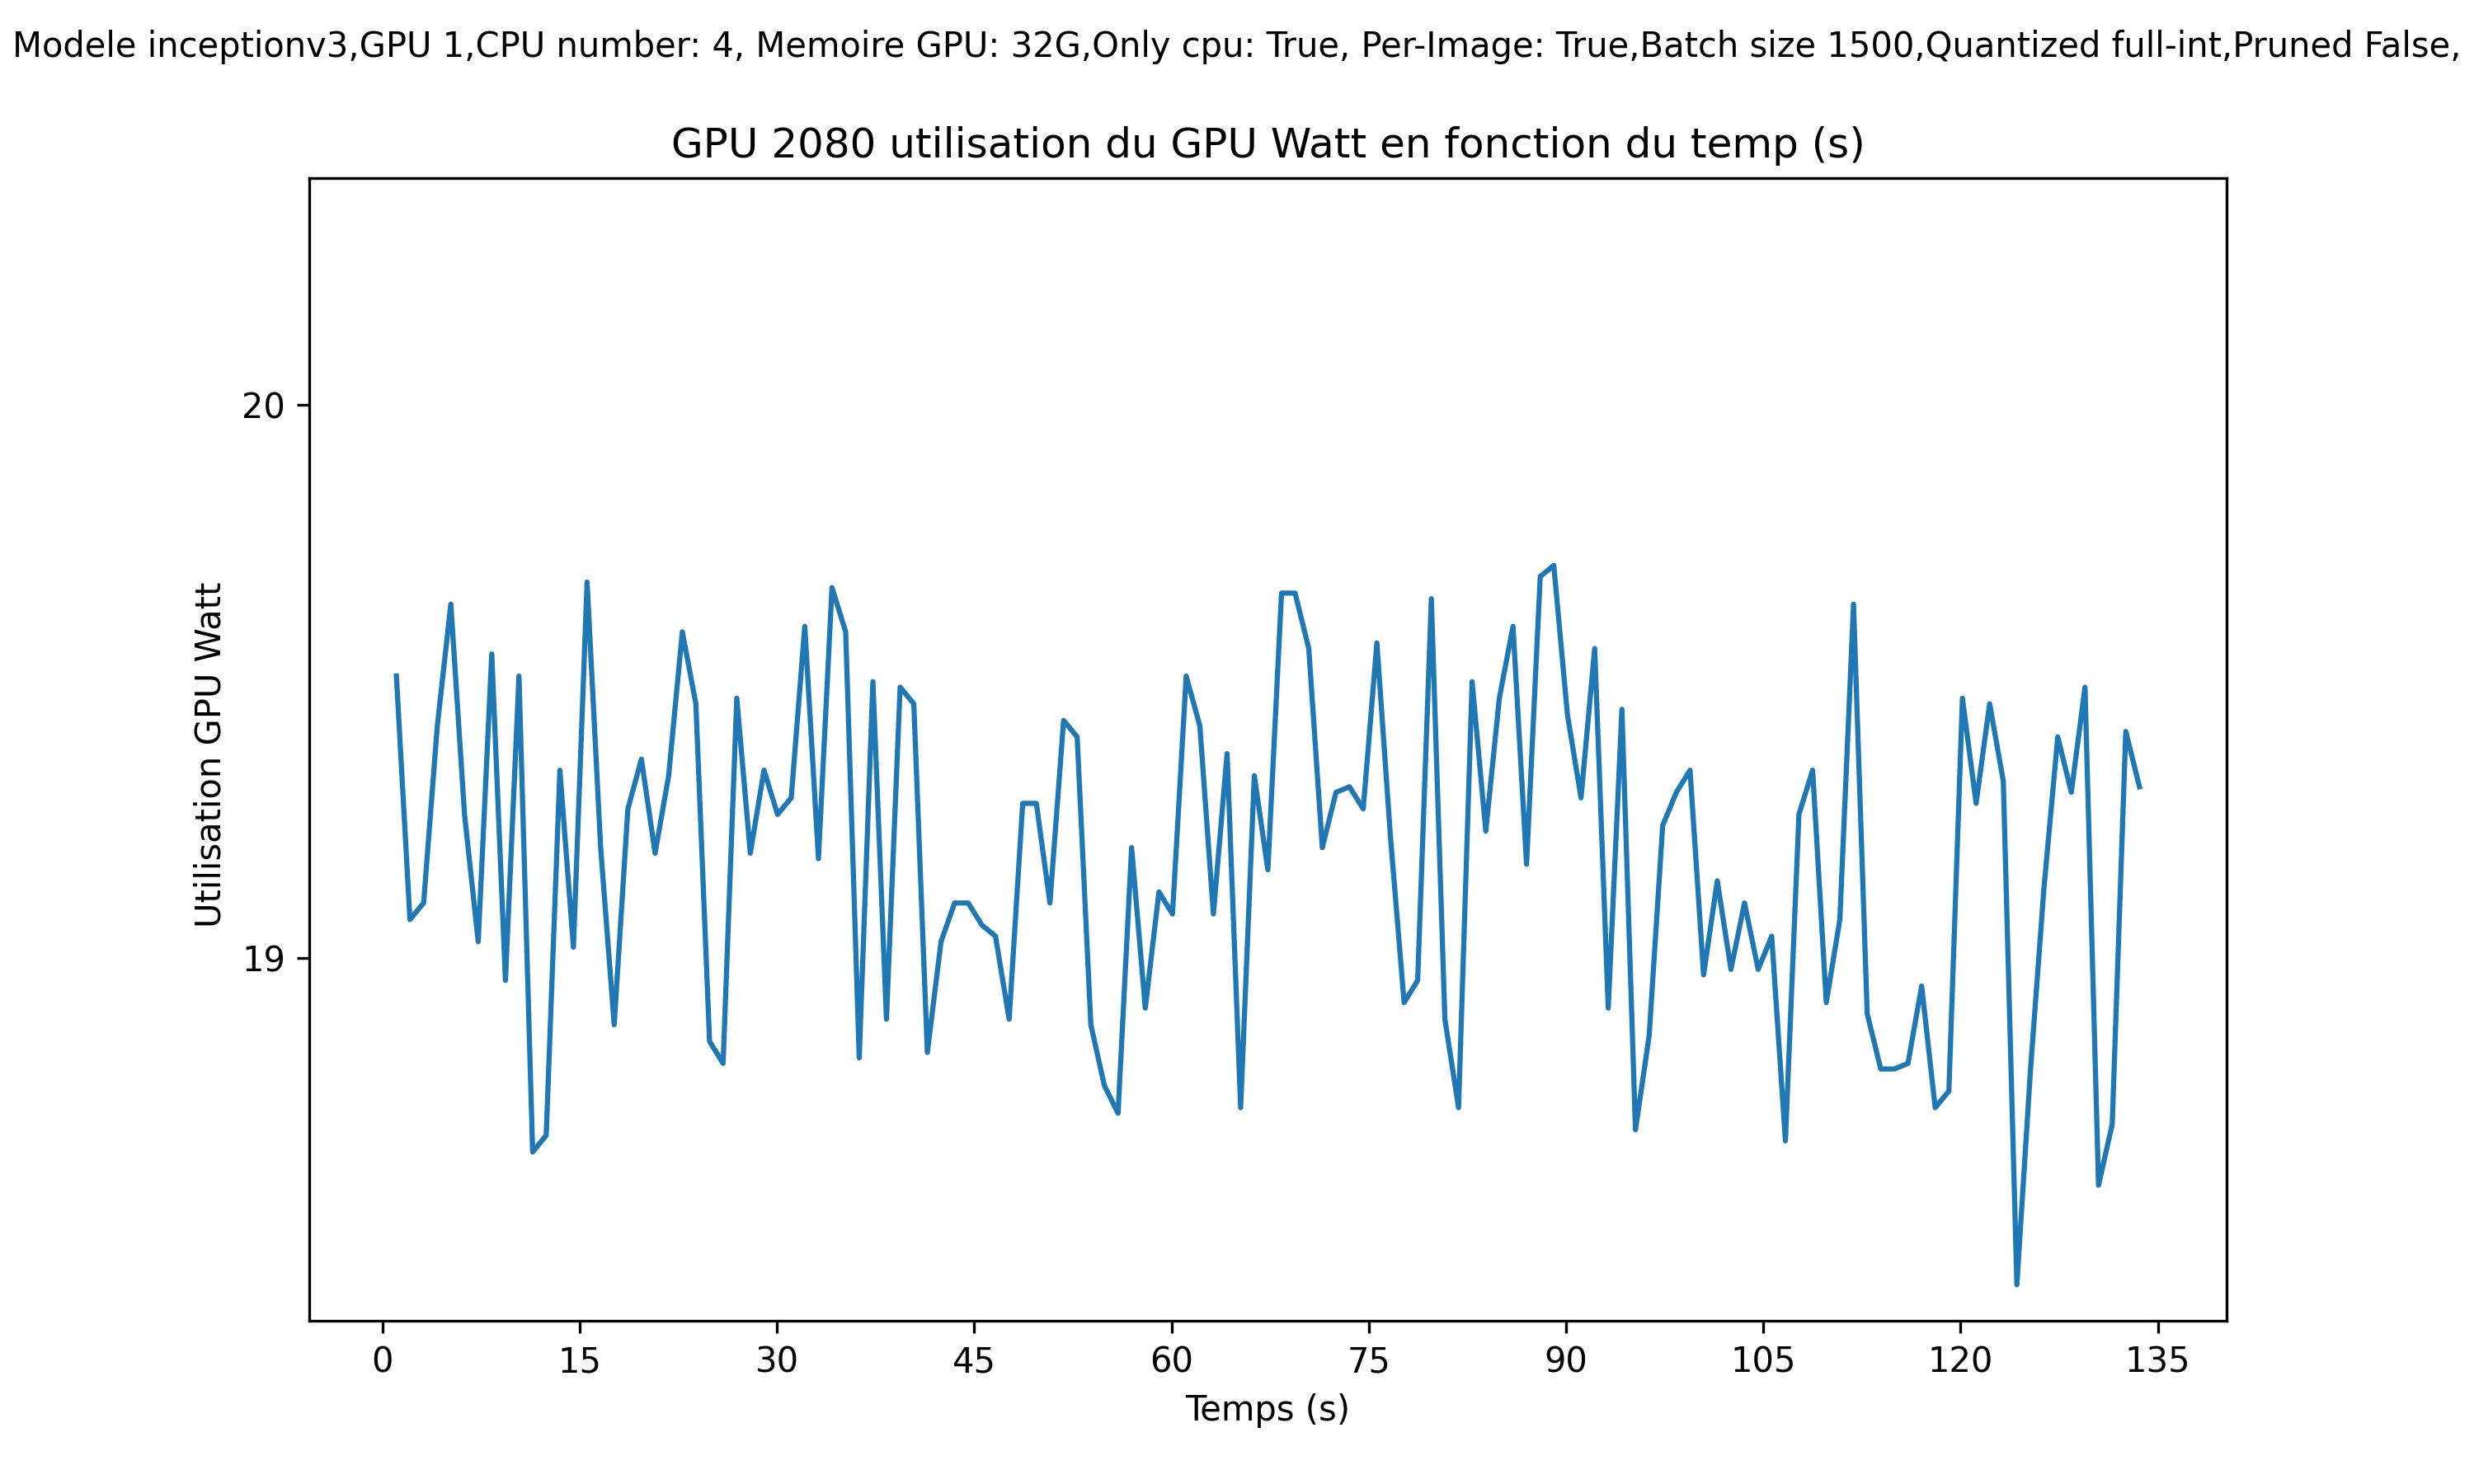 Modele inceptionv3,GPU 1,CPU number: 4, Memoire GPU: 32G,Only cpu: True, Per-Image: True,Batch size 1500,Quantized full-int,Pruned False,
GPU 2080 utilisation du GPU Watt en fonction du temp (s)
Utilisation GPU Watt
20
19
0 15 30 45 60 75 90 105 120 135
Temps (s)